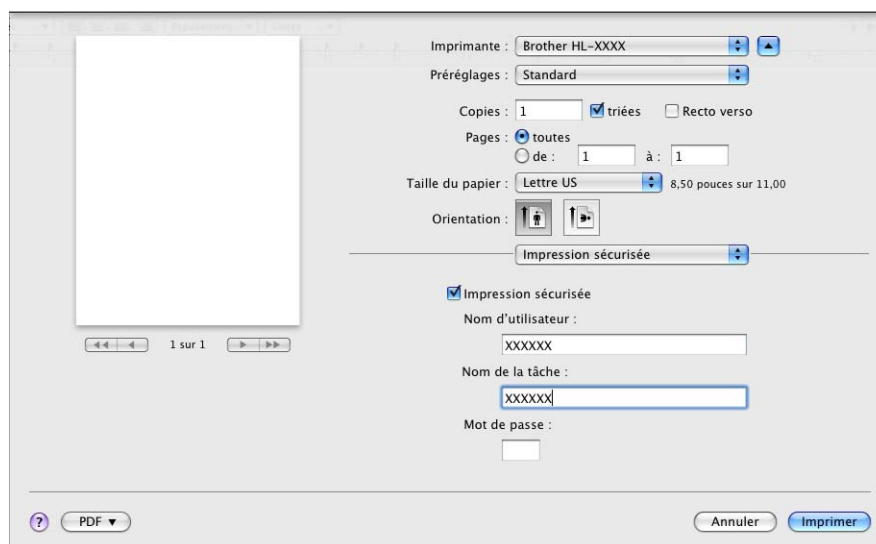 Imprimante : Brother HL-XXXX
Préréglages : Standard
Copies : 1 triées Recto verso
Pages : toutes
de : 1 à : 1
Taille du papier : Lettre US 8,50 pouces sur 11,00
Orientation :
Impression sécurisée
Impression sécurisée
Nom d'utilisateur :
XXXXXX
Nom de la tâche :
XXXXXX
Mot de passe :
1 sur 1
? PDF Annuler Imprimer